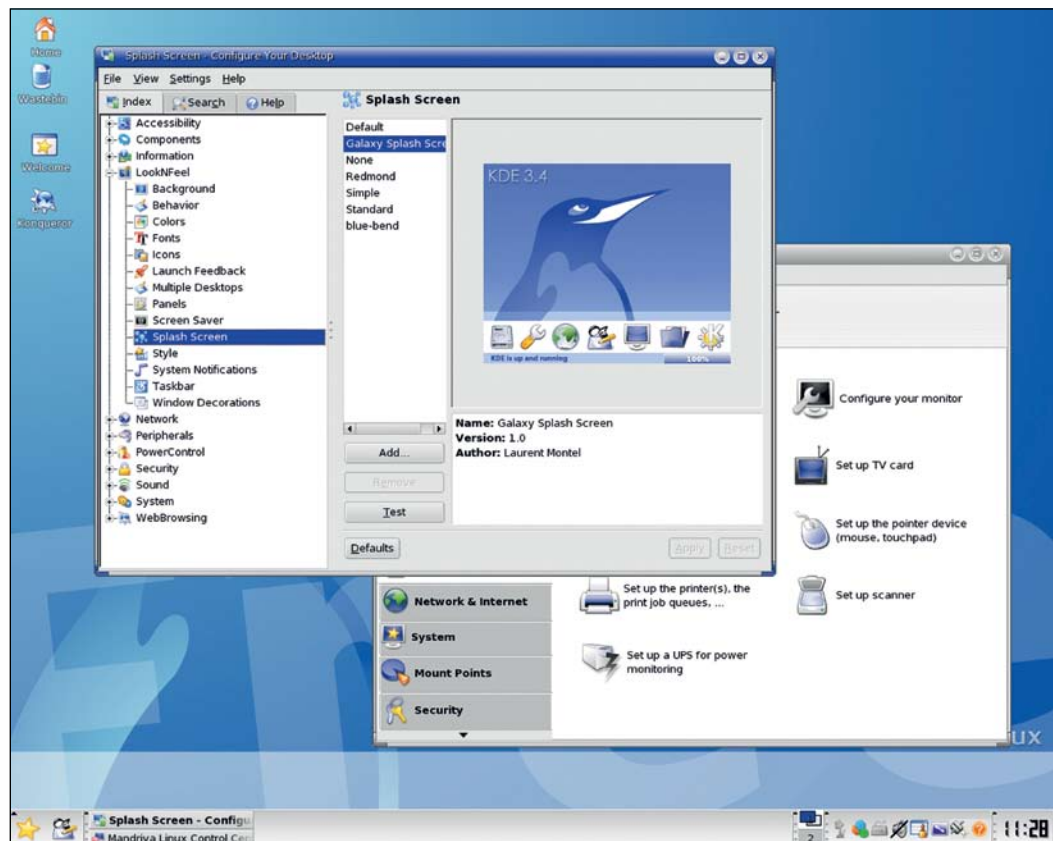 Home
Wastebin
Welcome
Konqueror
Splash Screen - Configure Your Desktop
File View Settings Help
Index Search Help
Accessibility
Components
Information
LookNFeel
Background
Behavior
Colors
Fonts
Icons
Launch Feedback
Multiple Desktops
Panels
Screen Saver
Splash Screen
Style
System Notifications
Taskbar
Window Decorations
Network
Peripherals
PowerControl
Security
Sound
System
WebBrowsing
Splash Screen
Default
Galaxy Splash Scre
None
Redmond
Simple
Standard
blue-bend
KDE 3.4
KDE is up and running 100%
Add...
Remove
Test
Name: Galaxy Splash Screen
Version: 1.0
Author: Laurent Montel
Defaults
Apply Reset
Configure your monitor
Set up TV card
Set up the pointer device
(mouse, touchpad)
Set up the printer(s), the
print job queues, ...
Set up scanner
Set up a UPS for power
monitoring
Network & Internet
System
Mount Points
Security
ux
Splash Screen - Configu
Mandriva Linux Control Cen
2
11:28